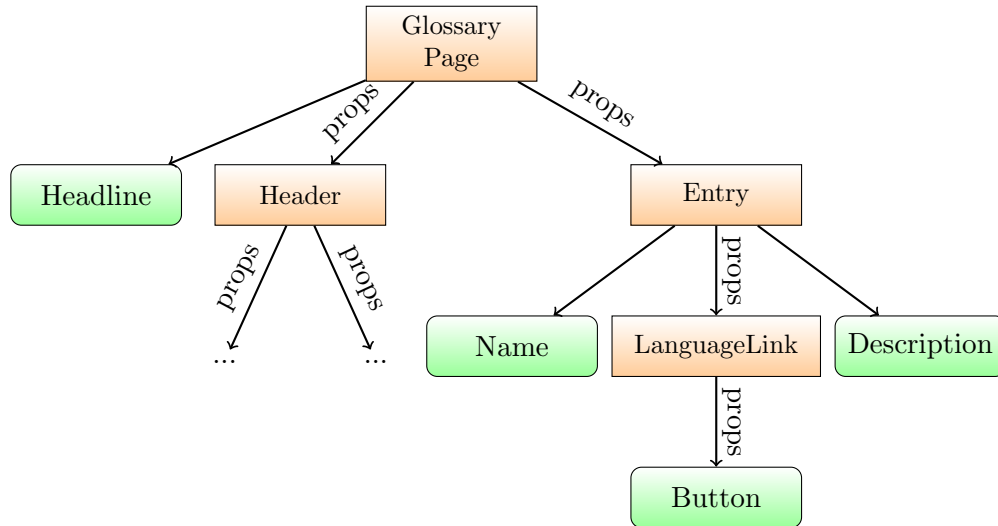 Glossary
Page
props
props
Headline
Header
Entry
props
props
props
...
...
Name
LanguageLink
Description
props
Button